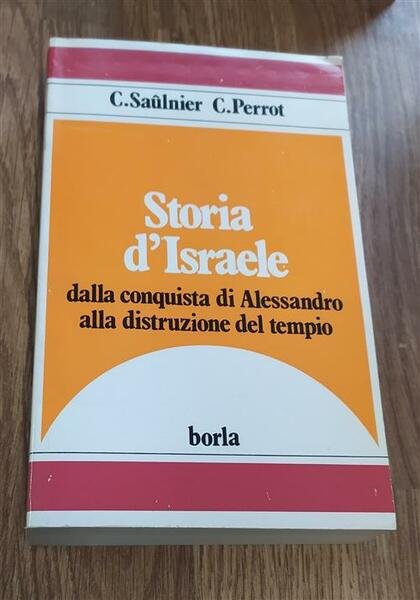 C.Saûlnier C.Perrot
Storia
d'Israele
dalla conquista di Alessandro
alla distruzione del tempio
borla